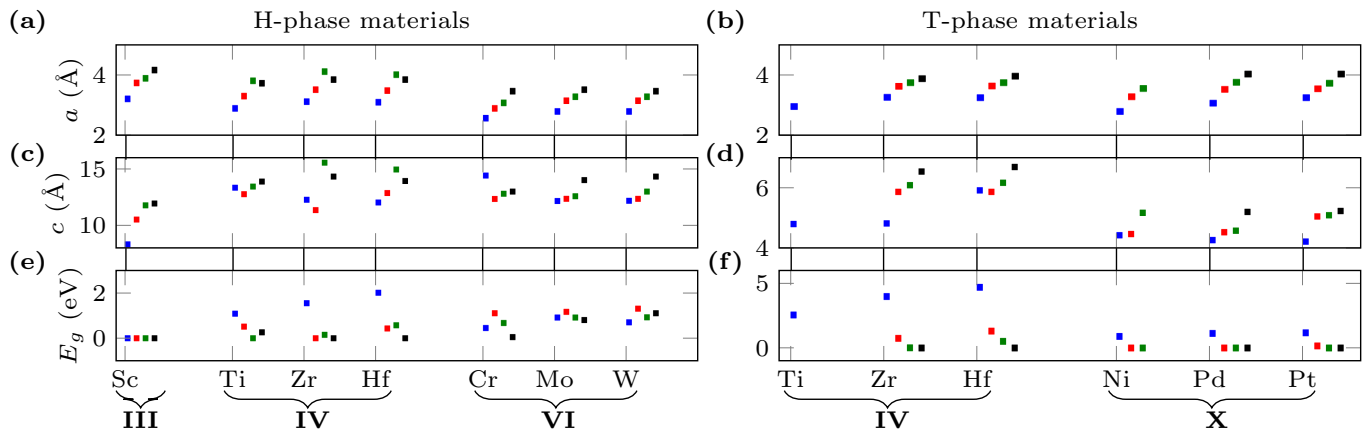 (a) H-phase materials (b) T-phase materials
a (Å) 4 2 4 2
(c) (d)
c (Å) 15 10 6 4
(e) (f)
E_g (eV) 2 0 5 0
Sc Ti Zr Hf Cr Mo W Ti Zr Hf Ni Pd Pt
III IV VI IV X